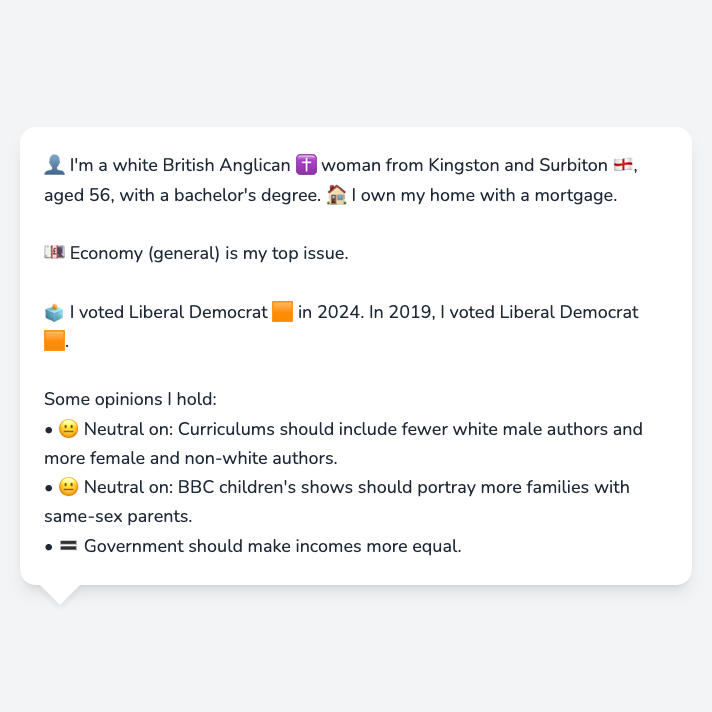 👤 I'm a white British Anglican ✝️ woman from Kingston and Surbiton 🏴󠁧󠁢󠁥󠁮󠁧󠁿,
aged 56, with a bachelor's degree. 🏠 I own my home with a mortgage.
💷 Economy (general) is my top issue.
🗳️ I voted Liberal Democrat 🟧 in 2024. In 2019, I voted Liberal Democrat
🟧.
Some opinions I hold:
• 😐 Neutral on: Curriculums should include fewer white male authors and
more female and non-white authors.
• 😐 Neutral on: BBC children's shows should portray more families with
same-sex parents.
• 🟰 Government should make incomes more equal.